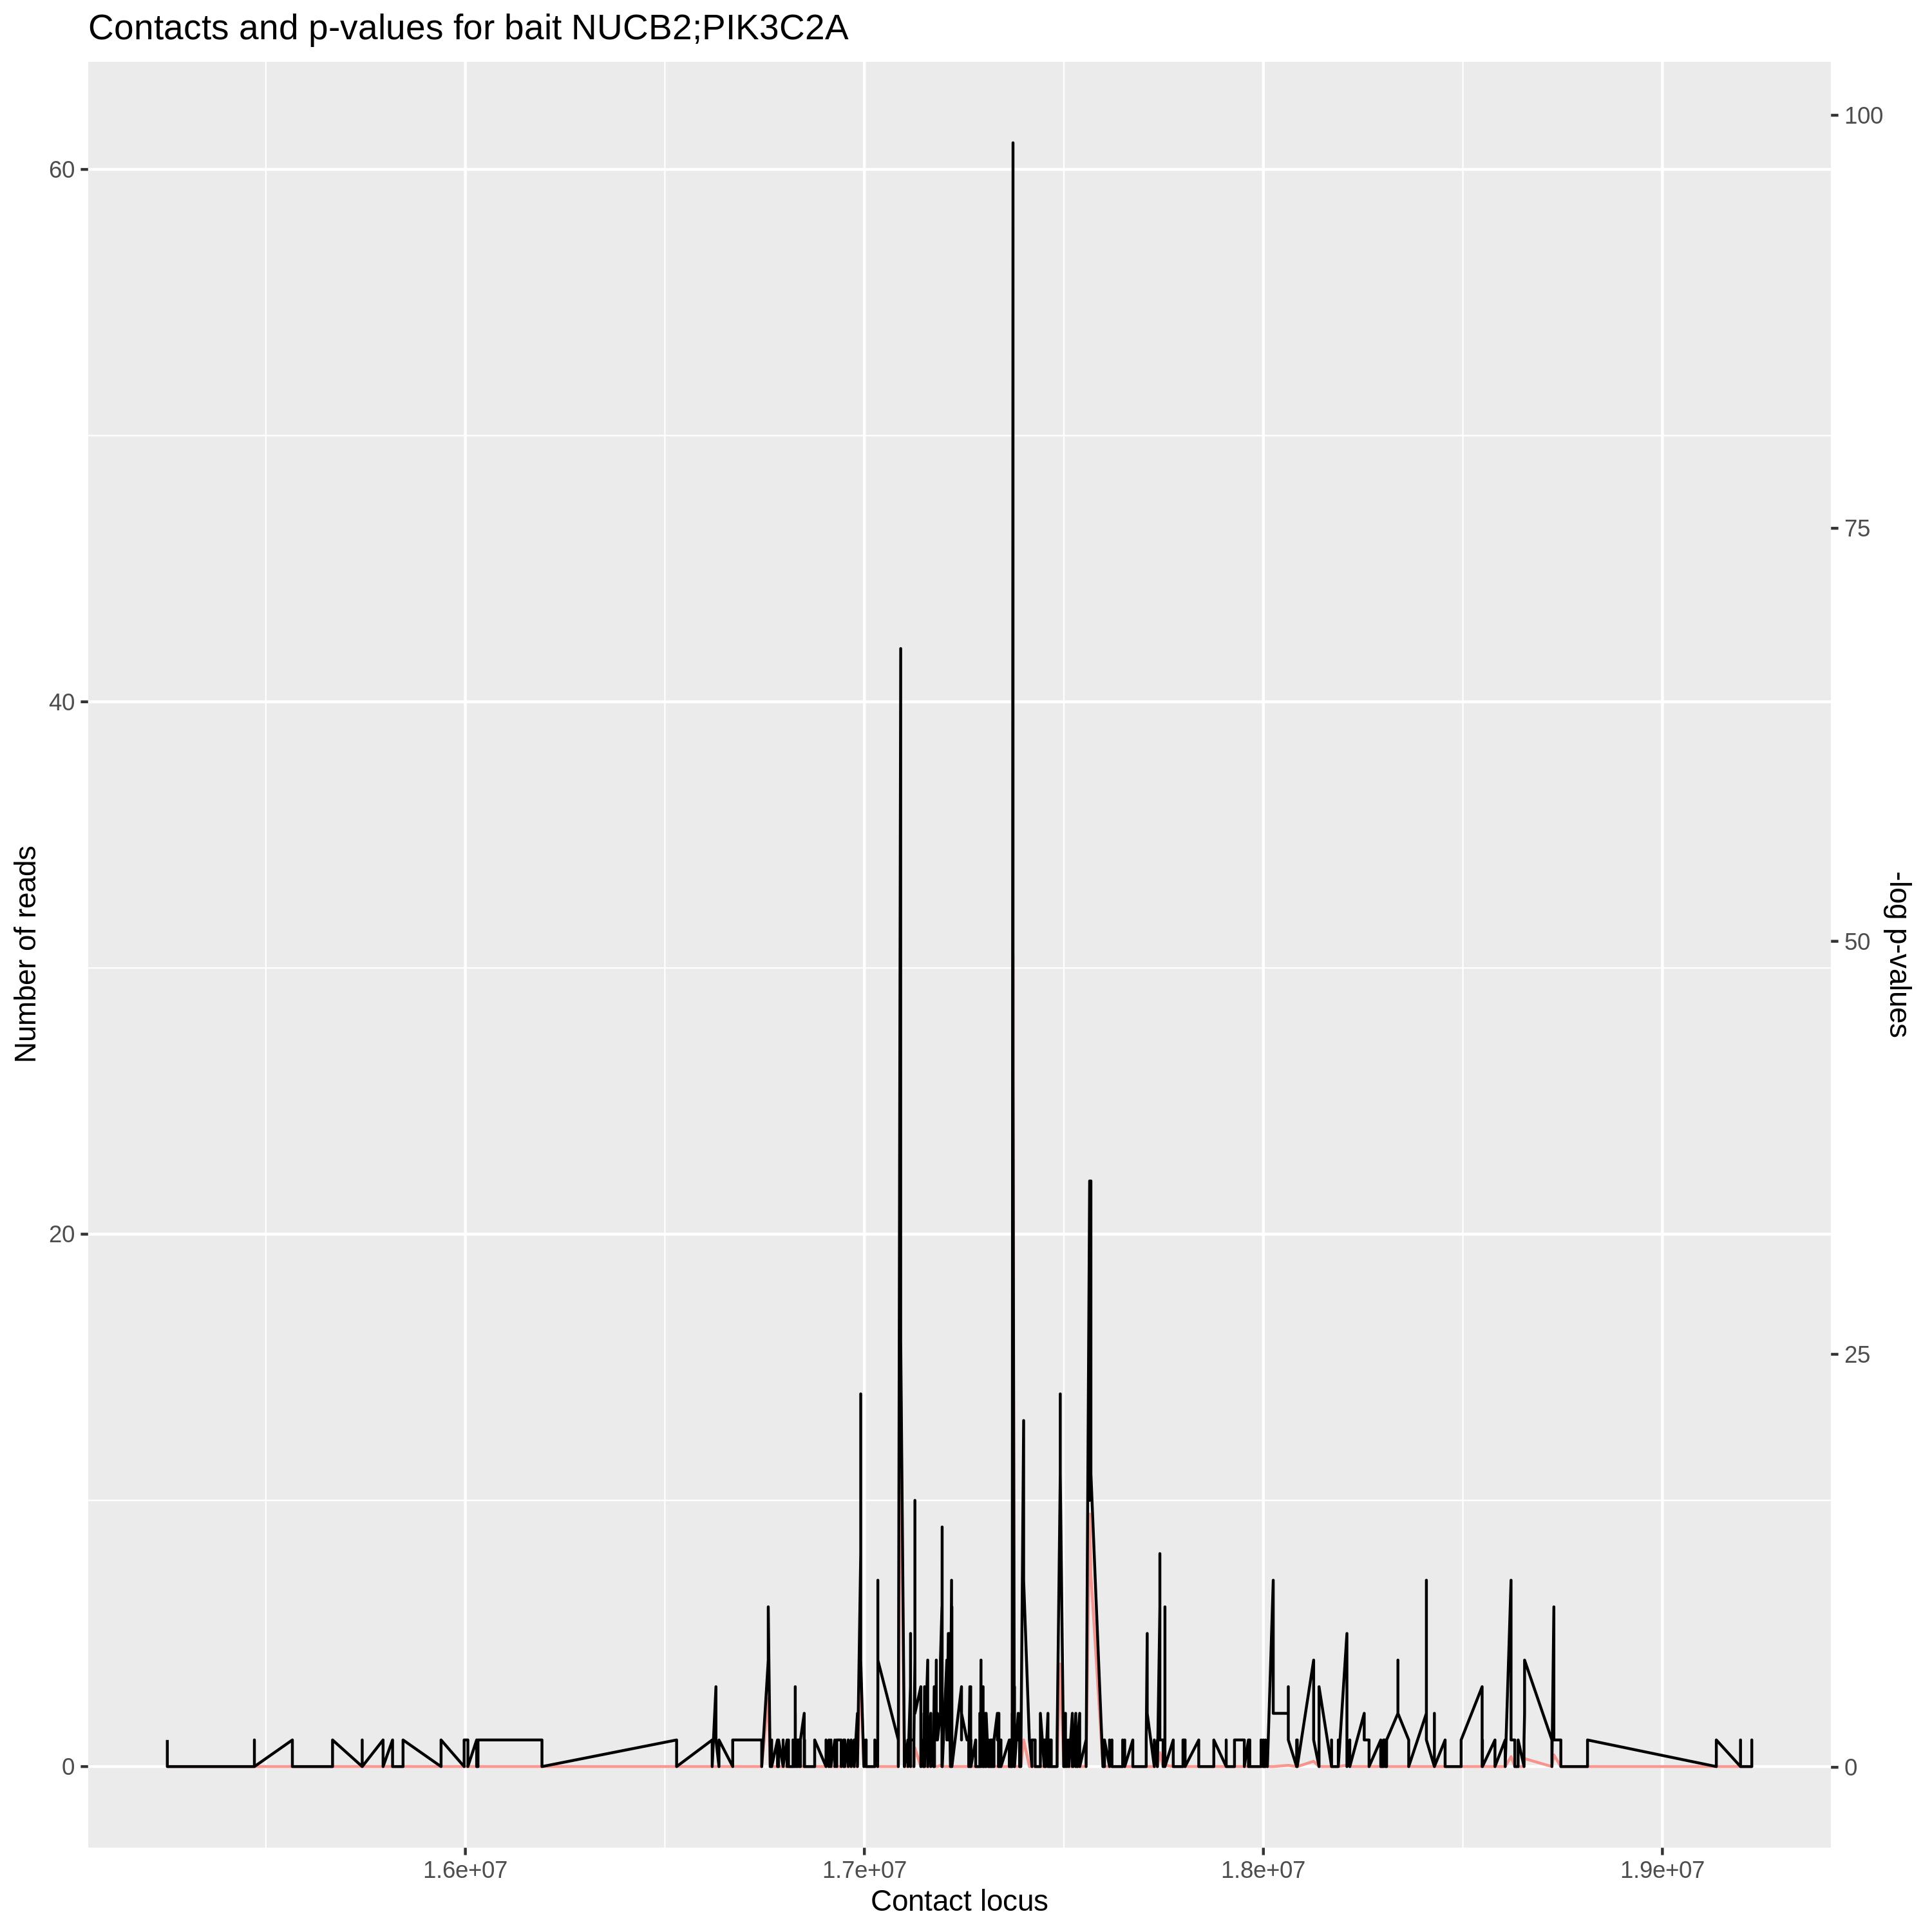 Contacts and p-values for bait NUCB2;PIK3C2A
Number of reads
60
40
20
0
100
75
50
25
0
-log p-values
1.6e+07 1.7e+07 1.8e+07 1.9e+07
Contact locus